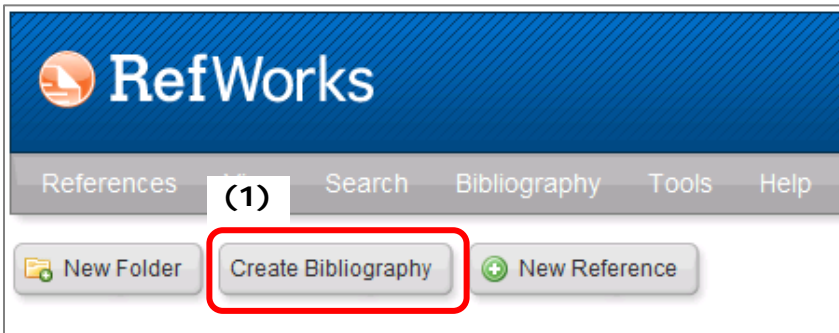 RefWorks
References Search Bibliography Tools Help
(1)
New Folder Create Bibliography New Reference